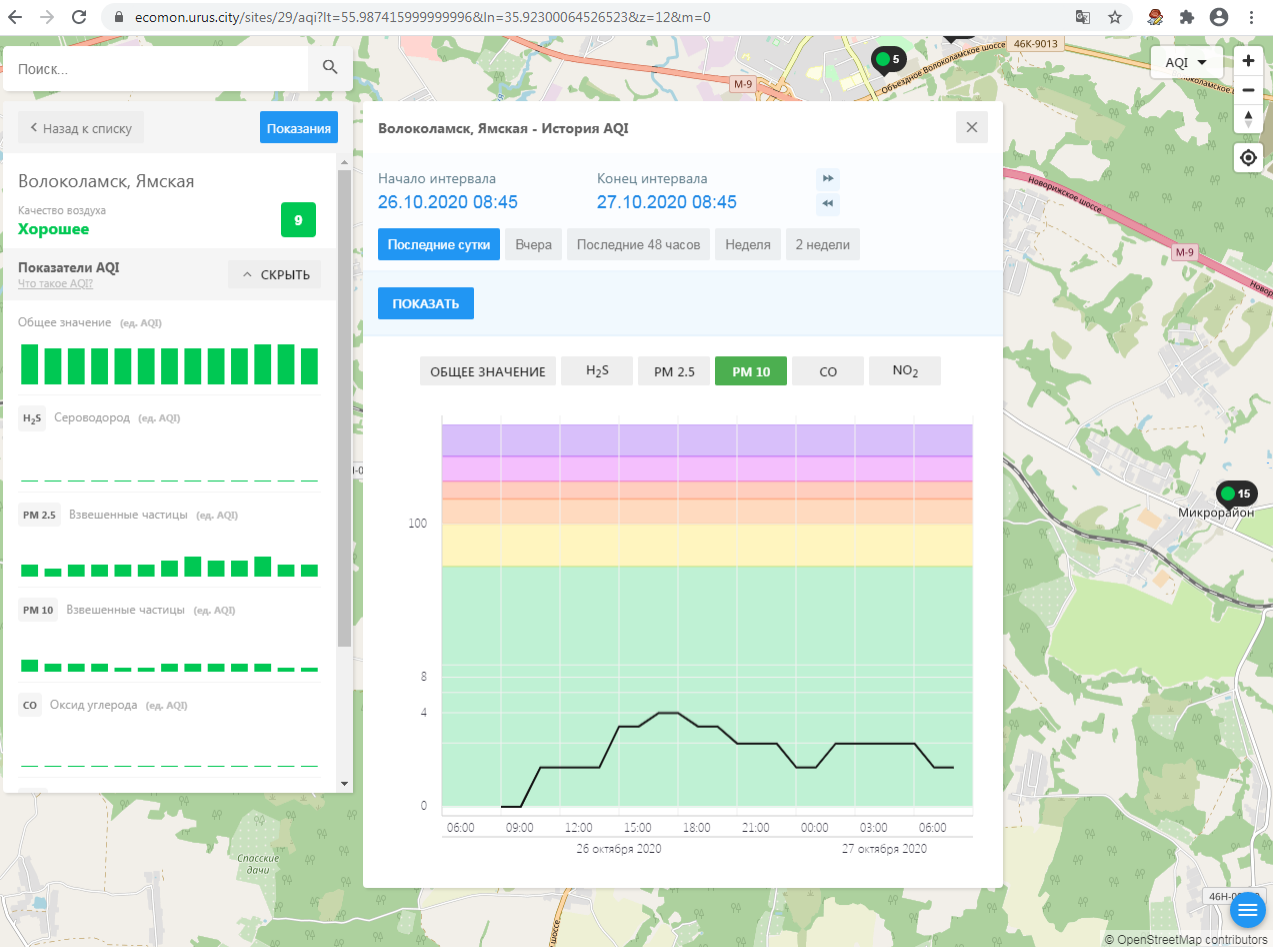 ecomon.urus.city/sites/29/aqi?lt=55.987415999999996&ln=35.92300064526523&z=12&m=0
Поиск...
Назад к списку
Показания
Волоколамск, Ямская
Качество воздуха
Хорошее
9
Показатели AQI
Что такое AQI?
СКРЫТЬ
Общее значение (ед. AQI)
H2S Сероводород (ед. AQI)
PM 2.5 Взвешенные частицы (ед. AQI)
PM 10 Взвешенные частицы (ед. AQI)
CO Оксид углерода (ед. AQI)
Волоколамск, Ямская - История AQI
Начало интервала
26.10.2020 08:45
Конец интервала
27.10.2020 08:45
Последние сутки
Вчера
Последние 48 часов
Неделя
2 недели
ПОКАЗАТЬ
ОБЩЕЕ ЗНАЧЕНИЕ
H2S
PM 2.5
PM 10
CO
NO2
100
8
4
0
06:00 09:00 12:00 15:00 18:00 21:00 00:00 03:00 06:00
26 октября 2020
27 октября 2020
M-9
5
Объездное Волоколамское шоссе
46К-9013
AQI
Новорижское шоссе
M-9
15
Микрорайон
Спасские
дачи
© OpenStreetMap contributors